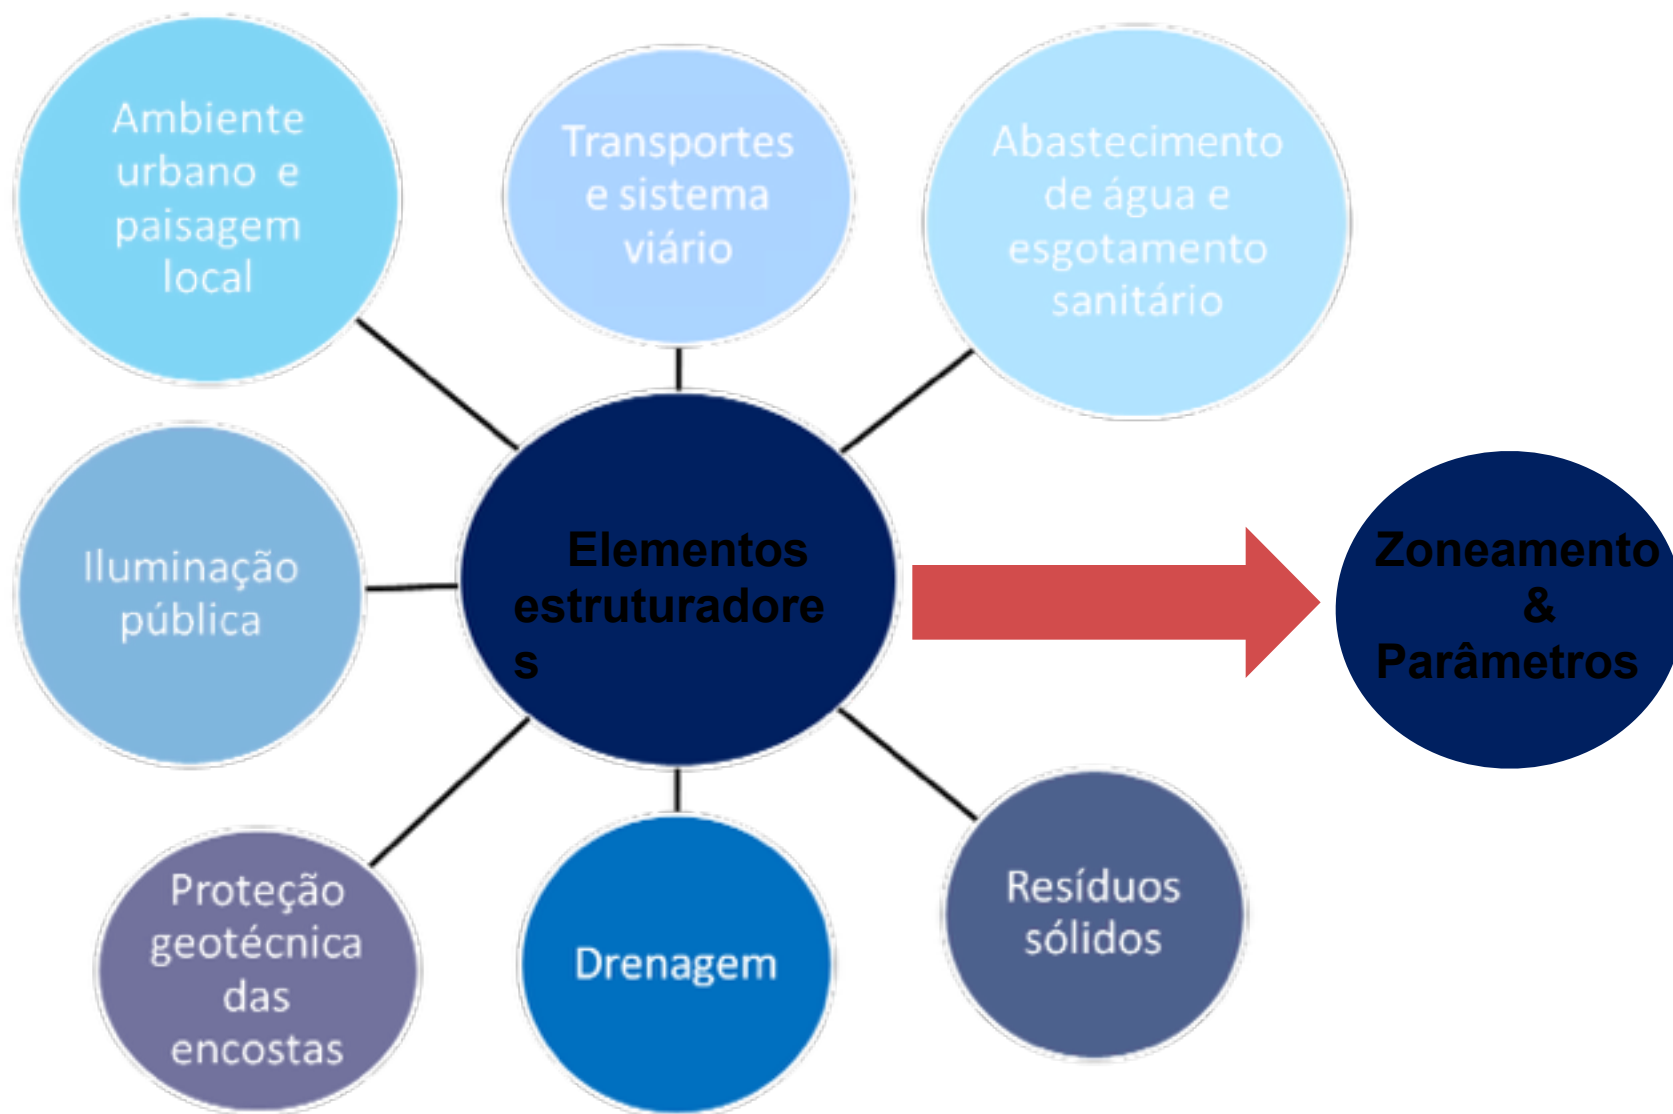 Ambiente
urbano e
paisagem
local
Transportes
e sistema
viário
Abastecimento
de água e
esgotamento
sanitário
Iluminação
pública
Elementos
estruturadore
s
Zoneamento
&
Parâmetros
Proteção
geotécnica
das
encostas
Drenagem
Resíduos
sólidos